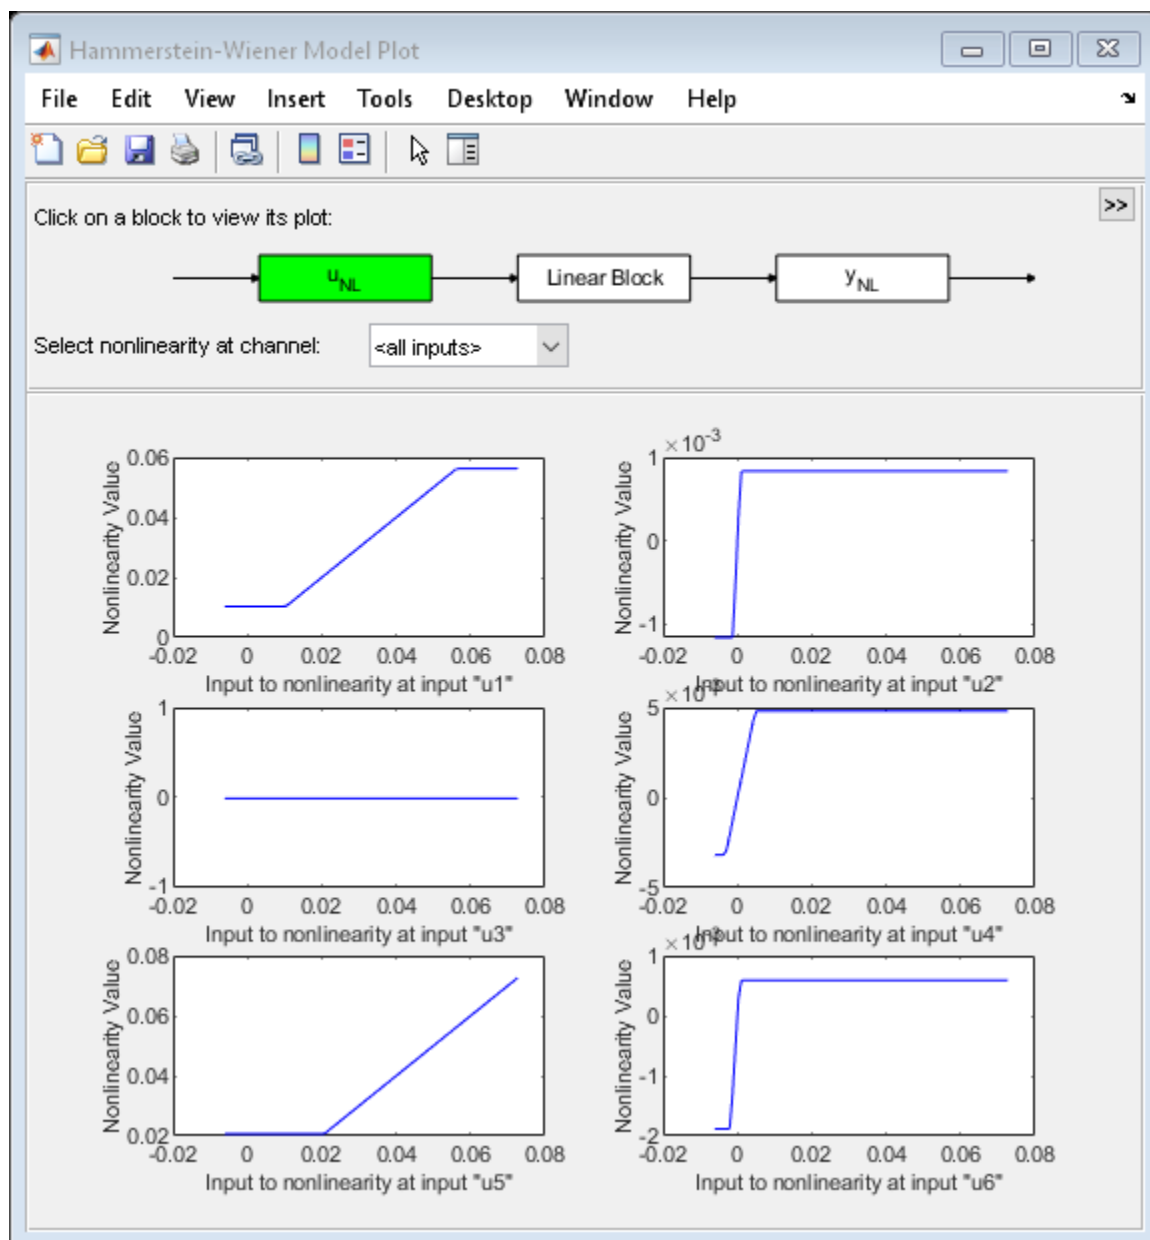 Hammerstein-Wiener Model Plot
File Edit View Insert Tools Desktop Window Help
Click on a block to view its plot:
>>
uNL Linear Block yNL
Select nonlinearity at channel: <all inputs>
0.06
0.04
0.02
0
Nonlinearity Value
-0.02 0 0.02 0.04 0.06 0.08
Input to nonlinearity at input "u1"
×10-3
1
0
-1
Nonlinearity Value
-0.02 0 0.02 0.04 0.06 0.08
Input to nonlinearity at input "u2"
1
0
-1
Nonlinearity Value
-0.02 0 0.02 0.04 0.06 0.08
Input to nonlinearity at input "u3"
5
0
-5
Nonlinearity Value
-0.02 0 0.02 0.04 0.06 0.08
Input to nonlinearity at input "u4"
0.08
0.06
0.04
0.02
Nonlinearity Value
-0.02 0 0.02 0.04 0.06 0.08
Input to nonlinearity at input "u5"
1
0
-1
-2
Nonlinearity Value
-0.02 0 0.02 0.04 0.06 0.08
Input to nonlinearity at input "u6"